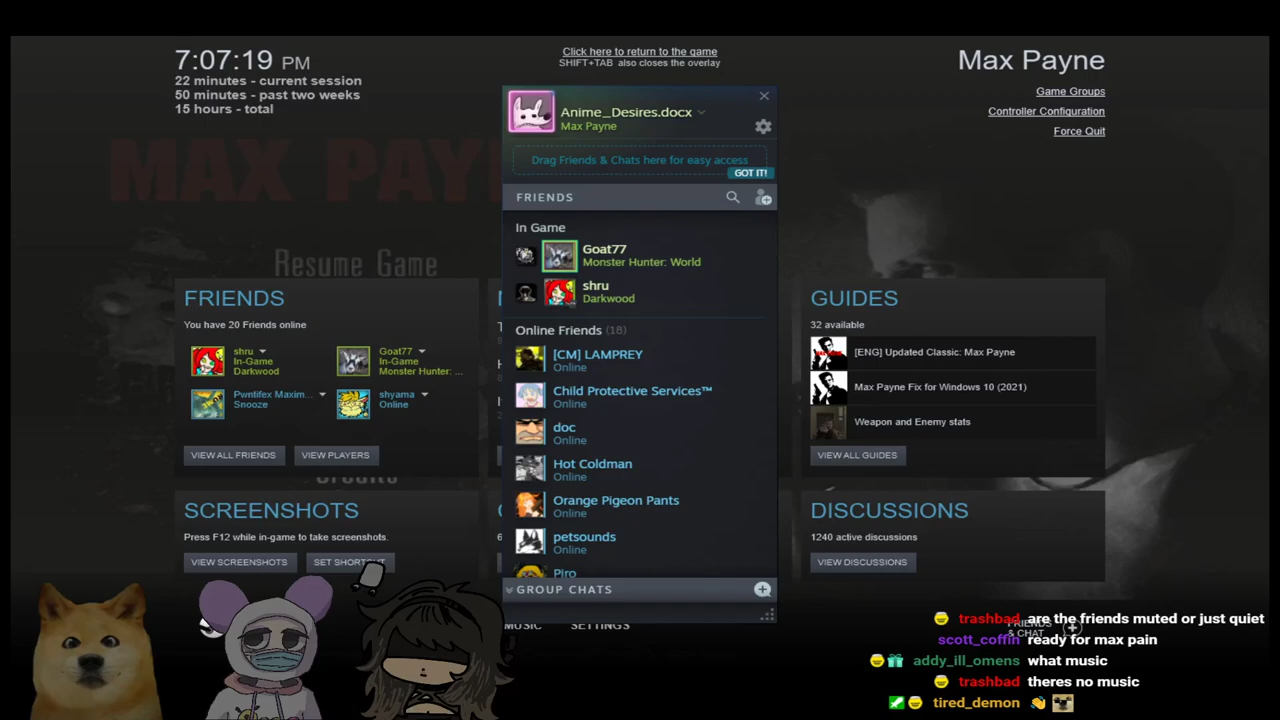 7:07:19 PM
22 minutes - current session
50 minutes - past two weeks
15 hours - total
Click here to return to the game
SHIFT+TAB also closes the overlay
Max Payne
Game Groups
Controller Configuration
Force Quit
MAX PAY
Resume Game
Anime_Desires.docx
Max Payne
Drag Friends & Chats here for easy access
GOT IT!
FRIENDS
In Game
Goat77
Monster Hunter: World
shru
Darkwood
Online Friends (18)
[CM] LAMPREY
Online
Child Protective Services™
Online
doc
Online
Hot Coldman
Online
Orange Pigeon Pants
Online
petsounds
Online
Piro
GROUP CHATS
FRIENDS
You have 20 Friends online
shru
In-Game
Darkwood
Goat77
In-Game
Monster Hunter: ...
Pwntifex Maxim...
Snooze
shyama
Online
VIEW ALL FRIENDS
VIEW PLAYERS
Credits
SCREENSHOTS
Press F12 while in-game to take screenshots.
VIEW SCREENSHOTS
SET SHORTCUT
GUIDES
32 available
[ENG] Updated Classic: Max Payne
Max Payne Fix for Windows 10 (2021)
Weapon and Enemy stats
VIEW ALL GUIDES
DISCUSSIONS
1240 active discussions
VIEW DISCUSSIONS
MUSIC
SETTINGS
FRIENDS
& CHAT
trashbad are the friends muted or just quiet
scott_coffin ready for max pain
addy_ill_omens what music
trashbad theres no music
tired_demon